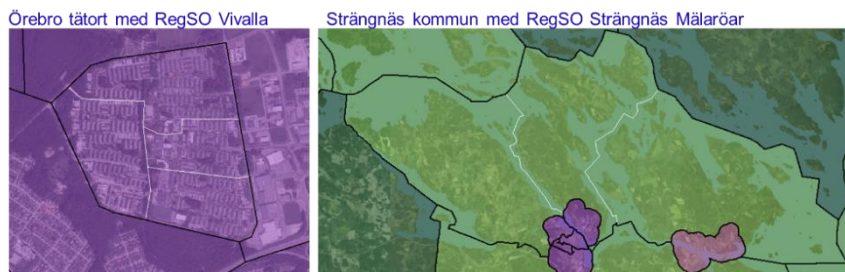 Örebro tätort med RegSO Vivalla
Strängnäs kommun med RegSO Strängnäs Mälaröar